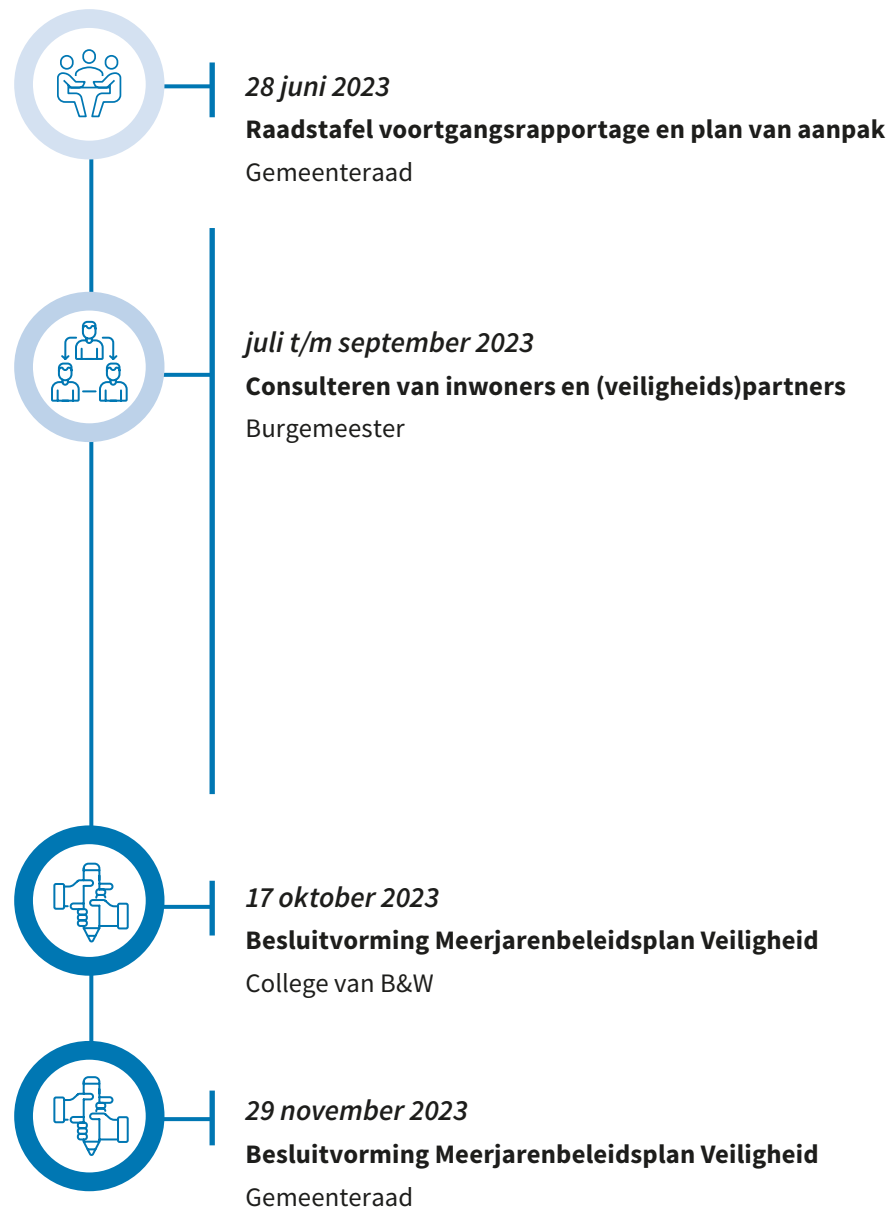 28 juni 2023
Raadstafel voortgangsrapportage en plan van aanpak
Gemeenteraad
juli t/m september 2023
Consulteren van inwoners en (veiligheids)partners
Burgemeester
17 oktober 2023
Besluitvorming Meerjarenbeleidsplan Veiligheid
College van B&W
29 november 2023
Besluitvorming Meerjarenbeleidsplan Veiligheid
Gemeenteraad